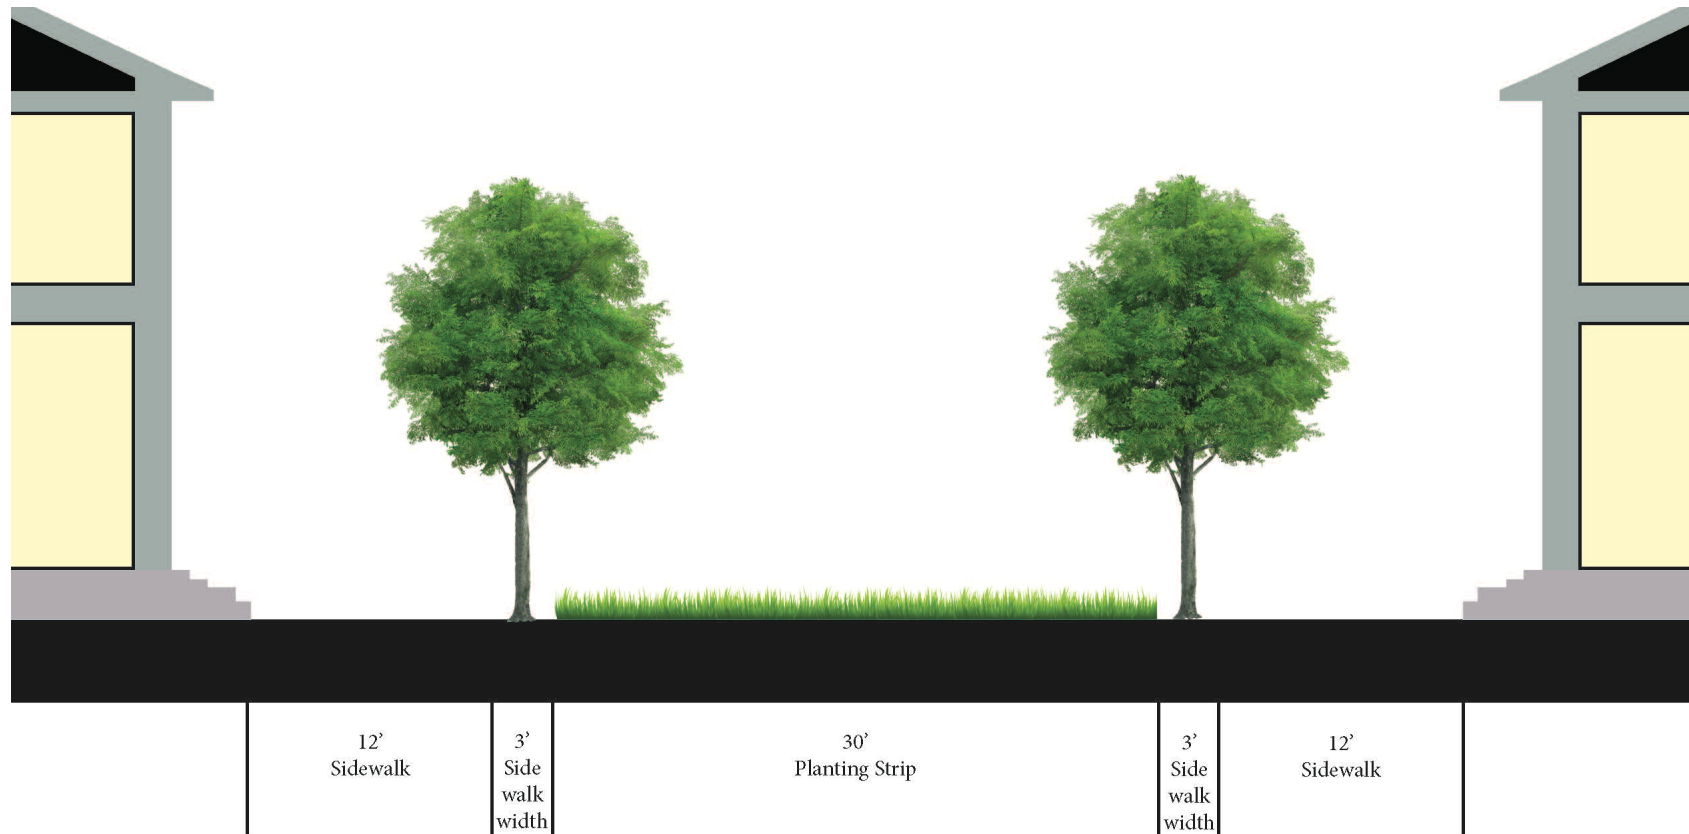 12’
Sidewalk
3’
Side
walk
width
30’
Planting Strip
3’
Side
walk
width
12’
Sidewalk